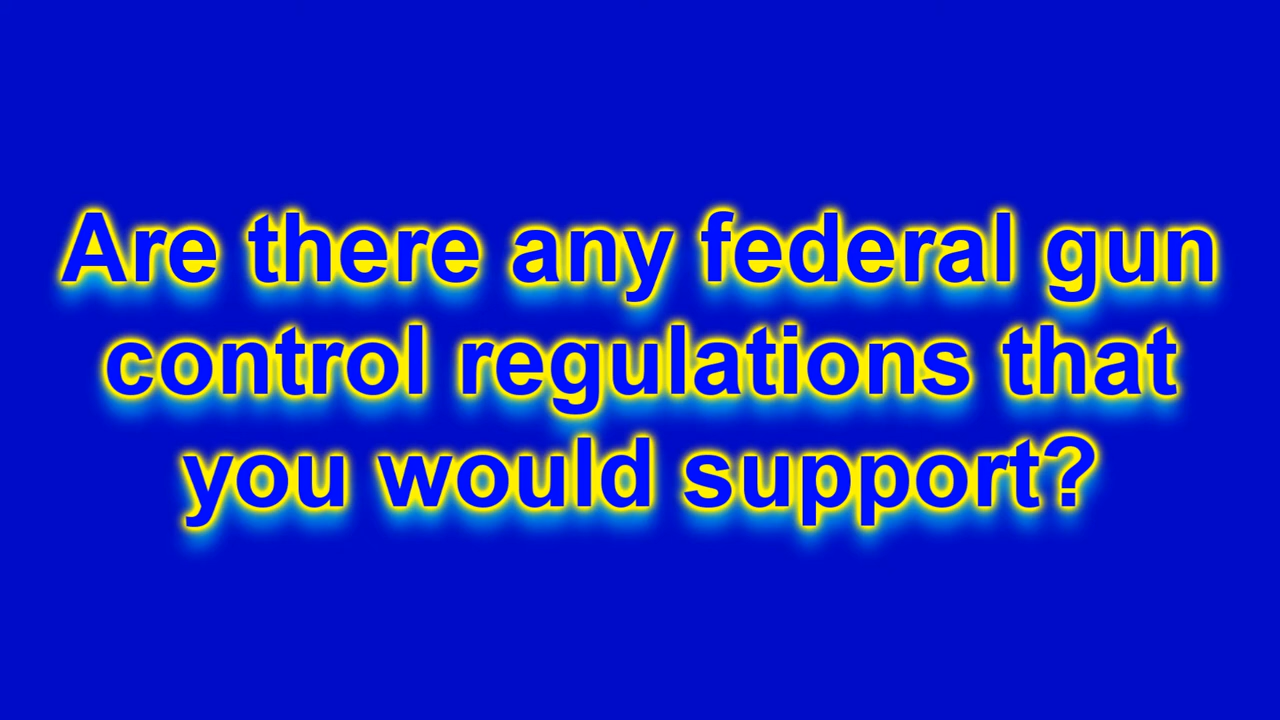 Are there any federal gun
control regulations that
you would support?